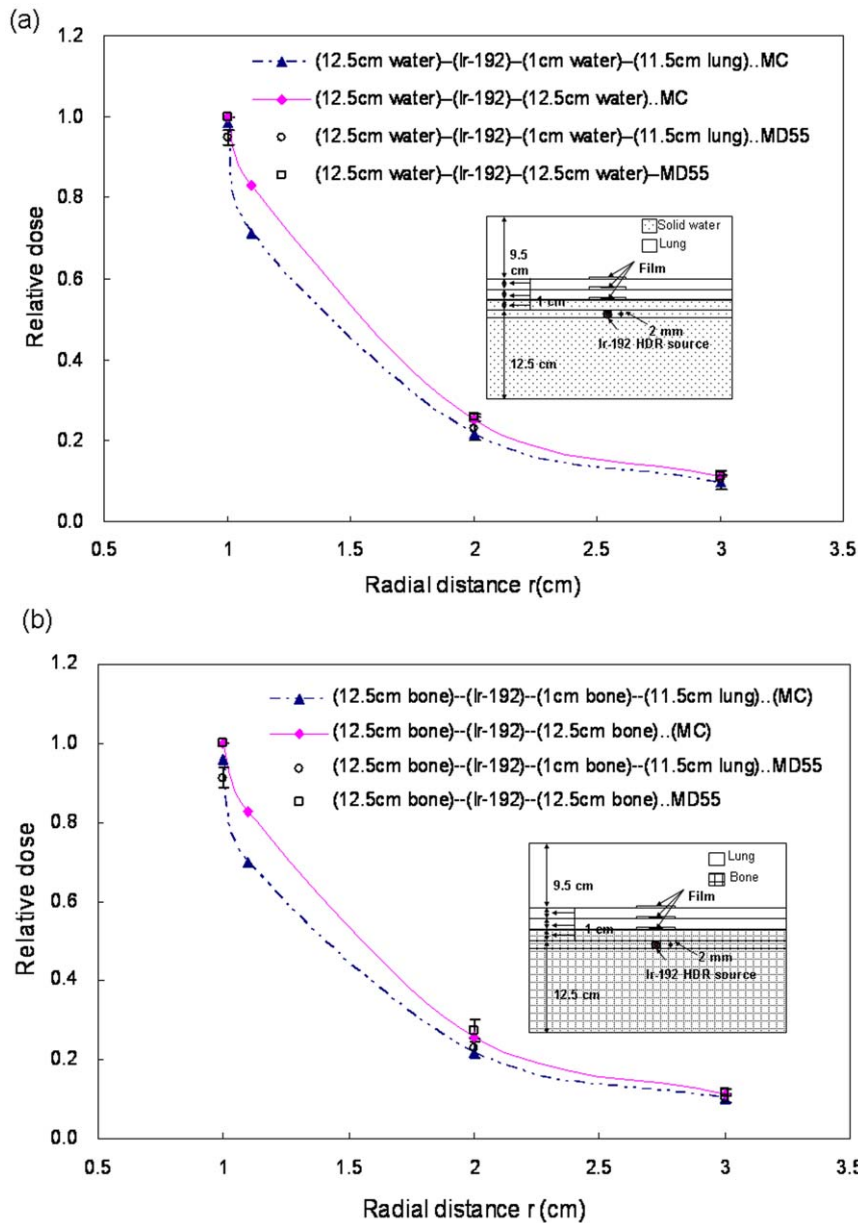 (a)
1.2
1.0
0.8
0.6
0.4
0.2
0.0
Relative dose
(12.5cm water)–(Ir-192)–(1cm water)–(11.5cm lung)..MC
(12.5cm water)–(Ir-192)–(12.5cm water)..MC
(12.5cm water)–(Ir-192)–(1cm water)–(11.5cm lung)..MD55
(12.5cm water)–(Ir-192)–(12.5cm water)–MD55
Solid water
Lung
9.5
cm
Film
1 cm
2 mm
Ir-192 HDR source
12.5 cm
0.5 1 1.5 2 2.5 3 3.5
Radial distance r(cm)
(b)
1.2
1.0
0.8
0.6
0.4
0.2
0.0
Relative dose
(12.5cm bone)--(Ir-192)--(1cm bone)--(11.5cm lung)..(MC)
(12.5cm bone)--(Ir-192)--(12.5cm bone)..(MC)
(12.5cm bone)--(Ir-192)--(1cm bone)--(11.5cm lung)..MD55
(12.5cm bone)--(Ir-192)--(12.5cm bone)..MD55
Lung
Bone
9.5 cm
Film
1 cm
2 mm
Ir-192 HDR source
12.5 cm
0.5 1 1.5 2 2.5 3 3.5
Radial distance r (cm)